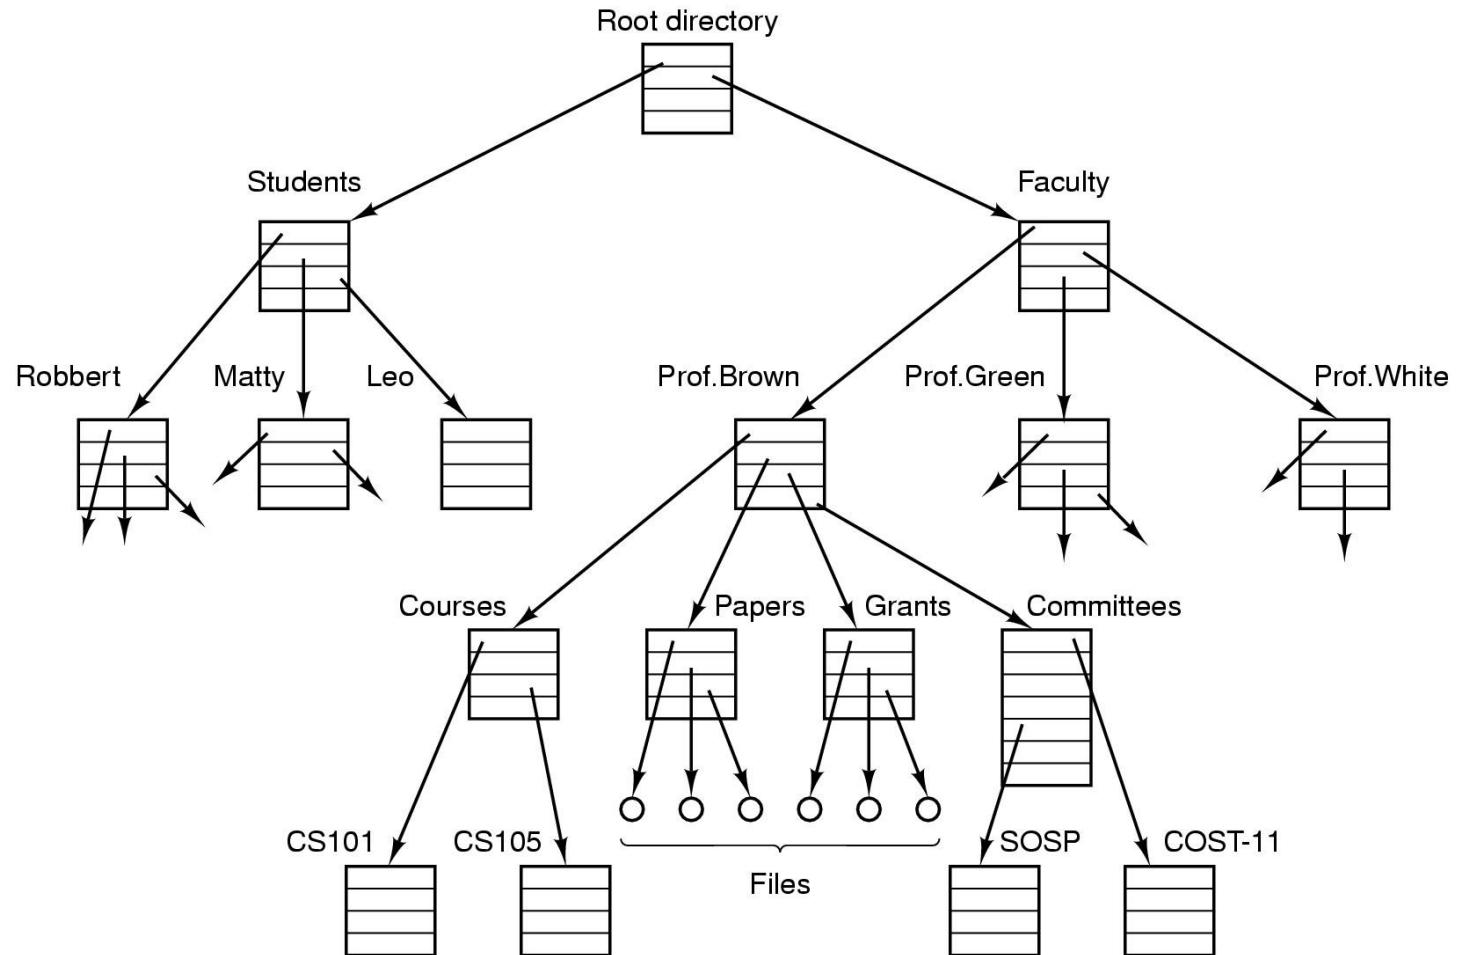 Root directory
Students
Faculty
Robbert
Matty
Leo
Prof.Brown
Prof.Green
Prof.White
Courses
Papers
Grants
Committees
CS101
CS105
SOSP
COST-11
Files